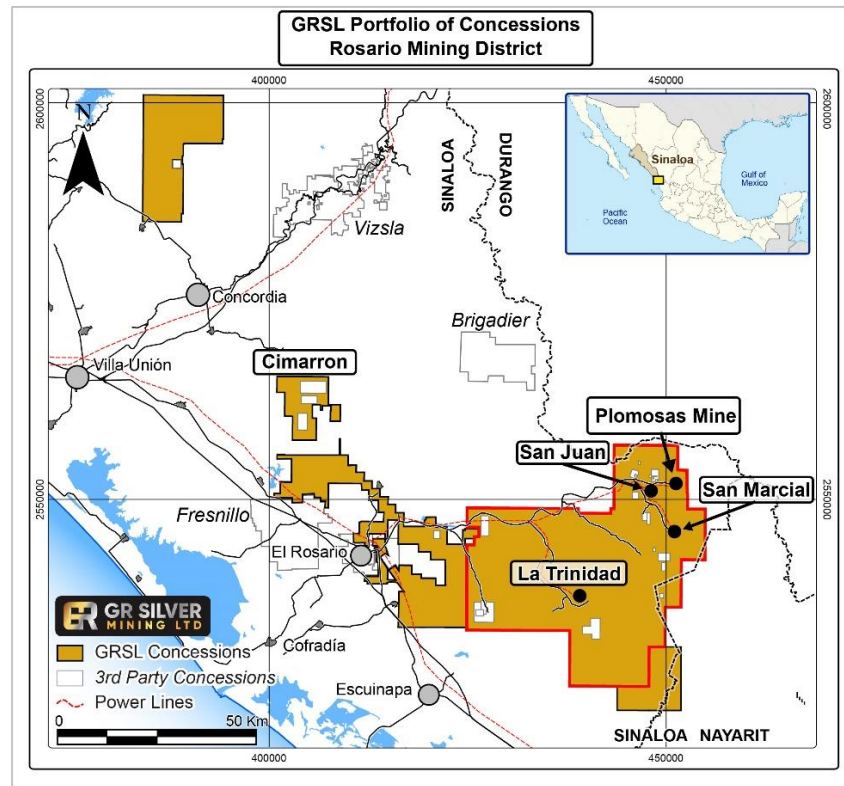 GRSL Portfolio of Concessions
Rosario Mining District
400000
450000
2600000
2600000
N
SINALOA
DURANGO
Sinaloa
Gulf of
Mexico
Pacific
Ocean
Vizsla
Concordia
Brigadier
Villa Unión
Cimarron
Plomosas Mine
San Juan
San Marcial
2550000
2550000
Fresnillo
El Rosario
La Trinidad
GR SILVER
MINING LTD
GRSL Concessions
3rd Party Concessions
Power Lines
0
50 Km
Cofradía
Escuinapa
SINALOA NAYARIT
400000
450000